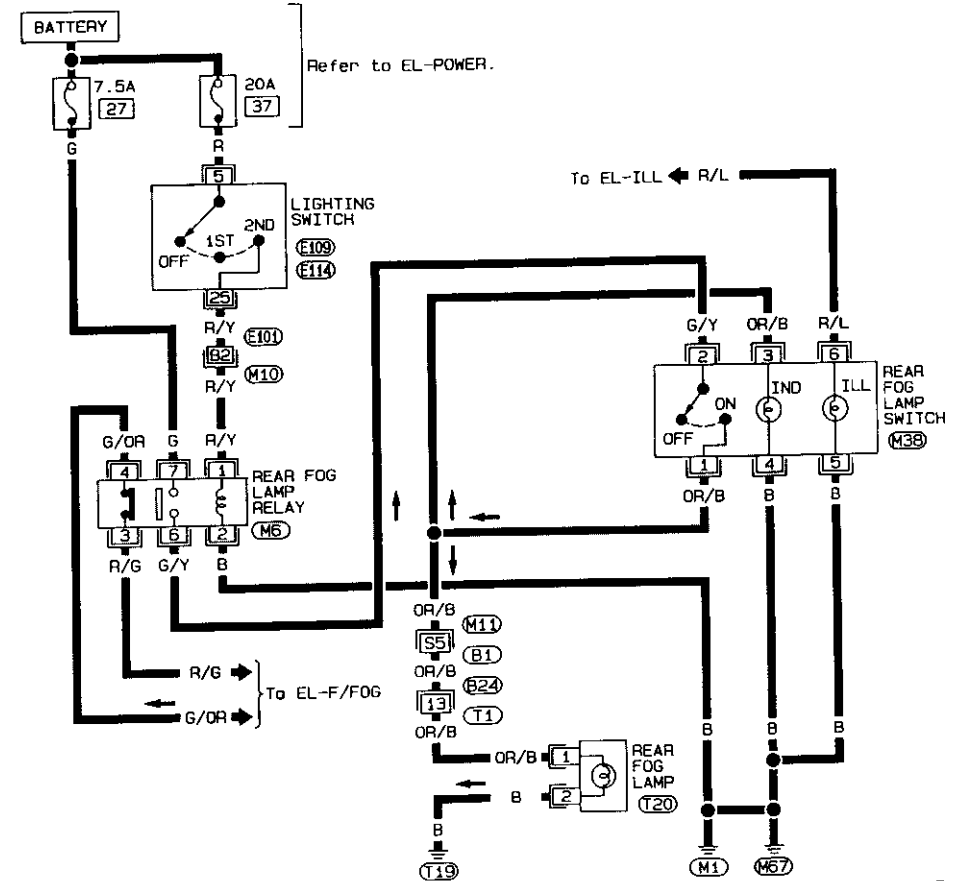 BATTERY
Refer to EL-POWER.
7.5A
27
20A
37
G
R
5
To EL-ILL R/L
LIGHTING
SWITCH
2ND
1ST
OFF
E109
E114
25
R/Y
E101
B2
M10
R/Y
G/Y OR/B R/L
2 3 6
REAR
FOG
LAMP
SWITCH
M38
IND ILL
ON
OFF
1 4 5
OR/B B B
G/OR G R/Y
4 7 1
REAR FOG
LAMP
RELAY
M6
3 6 2
R/G G/Y B
OR/B
M11
S5
B1
OR/B
B24
13
T1
OR/B
R/G
To EL-F/FOG
G/OR
B B B
OR/B 1
REAR
FOG
LAMP
T20
B 2
B
T19
M1
M67